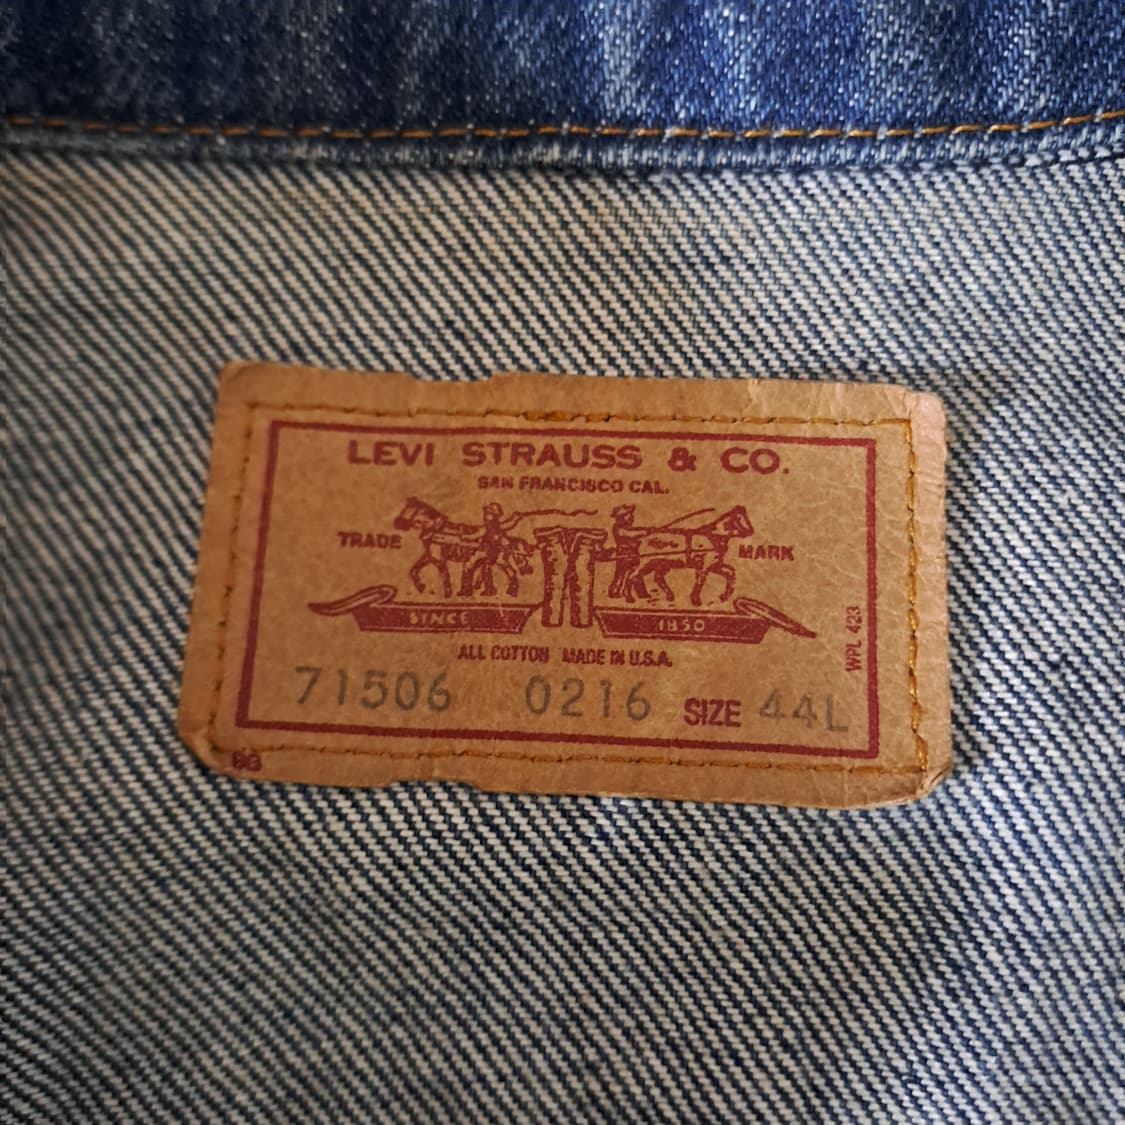 LEVI STRAUSS & CO.
SAN FRANCISCO CAL.
TRADE MARK
SINCE 1850
ALL COTTON MADE IN U.S.A.
WPL 423
71506 0216 SIZE 44L